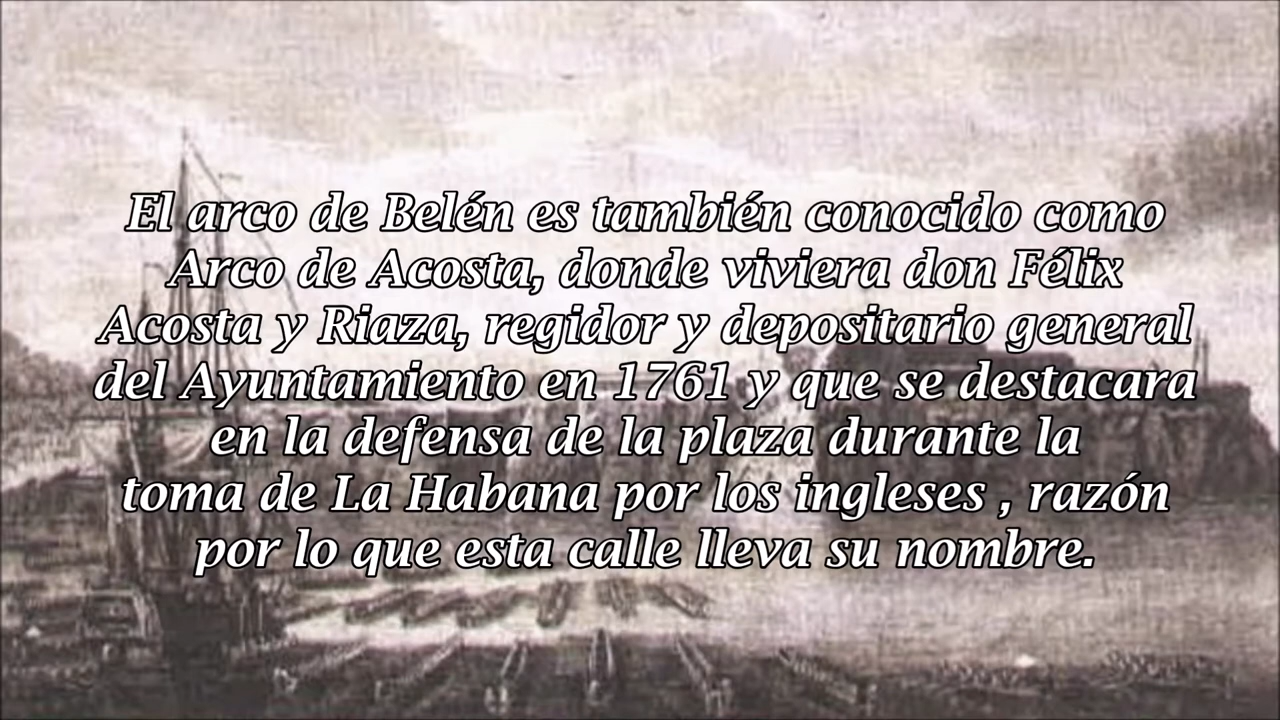 El arco de Belén es también conocido como
Arco de Acosta, donde viviera don Félix
Acosta y Riaza, regidor y depositario general
del Ayuntamiento en 1761 y que se destacara
en la defensa de la plaza durante la
toma de La Habana por los ingleses , razón
por lo que esta calle lleva su nombre.